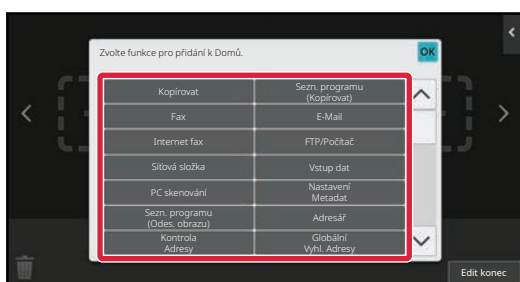 Zvolte funkce pro přidání k Domů.
OK
Kopírovat
Sezn. programu
(Kopírovat)
Fax
E-Mail
Internet fax
FTP/Počítač
Síťová složka
Vstup dat
PC skenování
Nastavení
Metadat
Sezn. programu
(Odes. obrazu)
Adresář
Kontrola
Adresy
Globální
Vyhl. Adresy
Edit konec